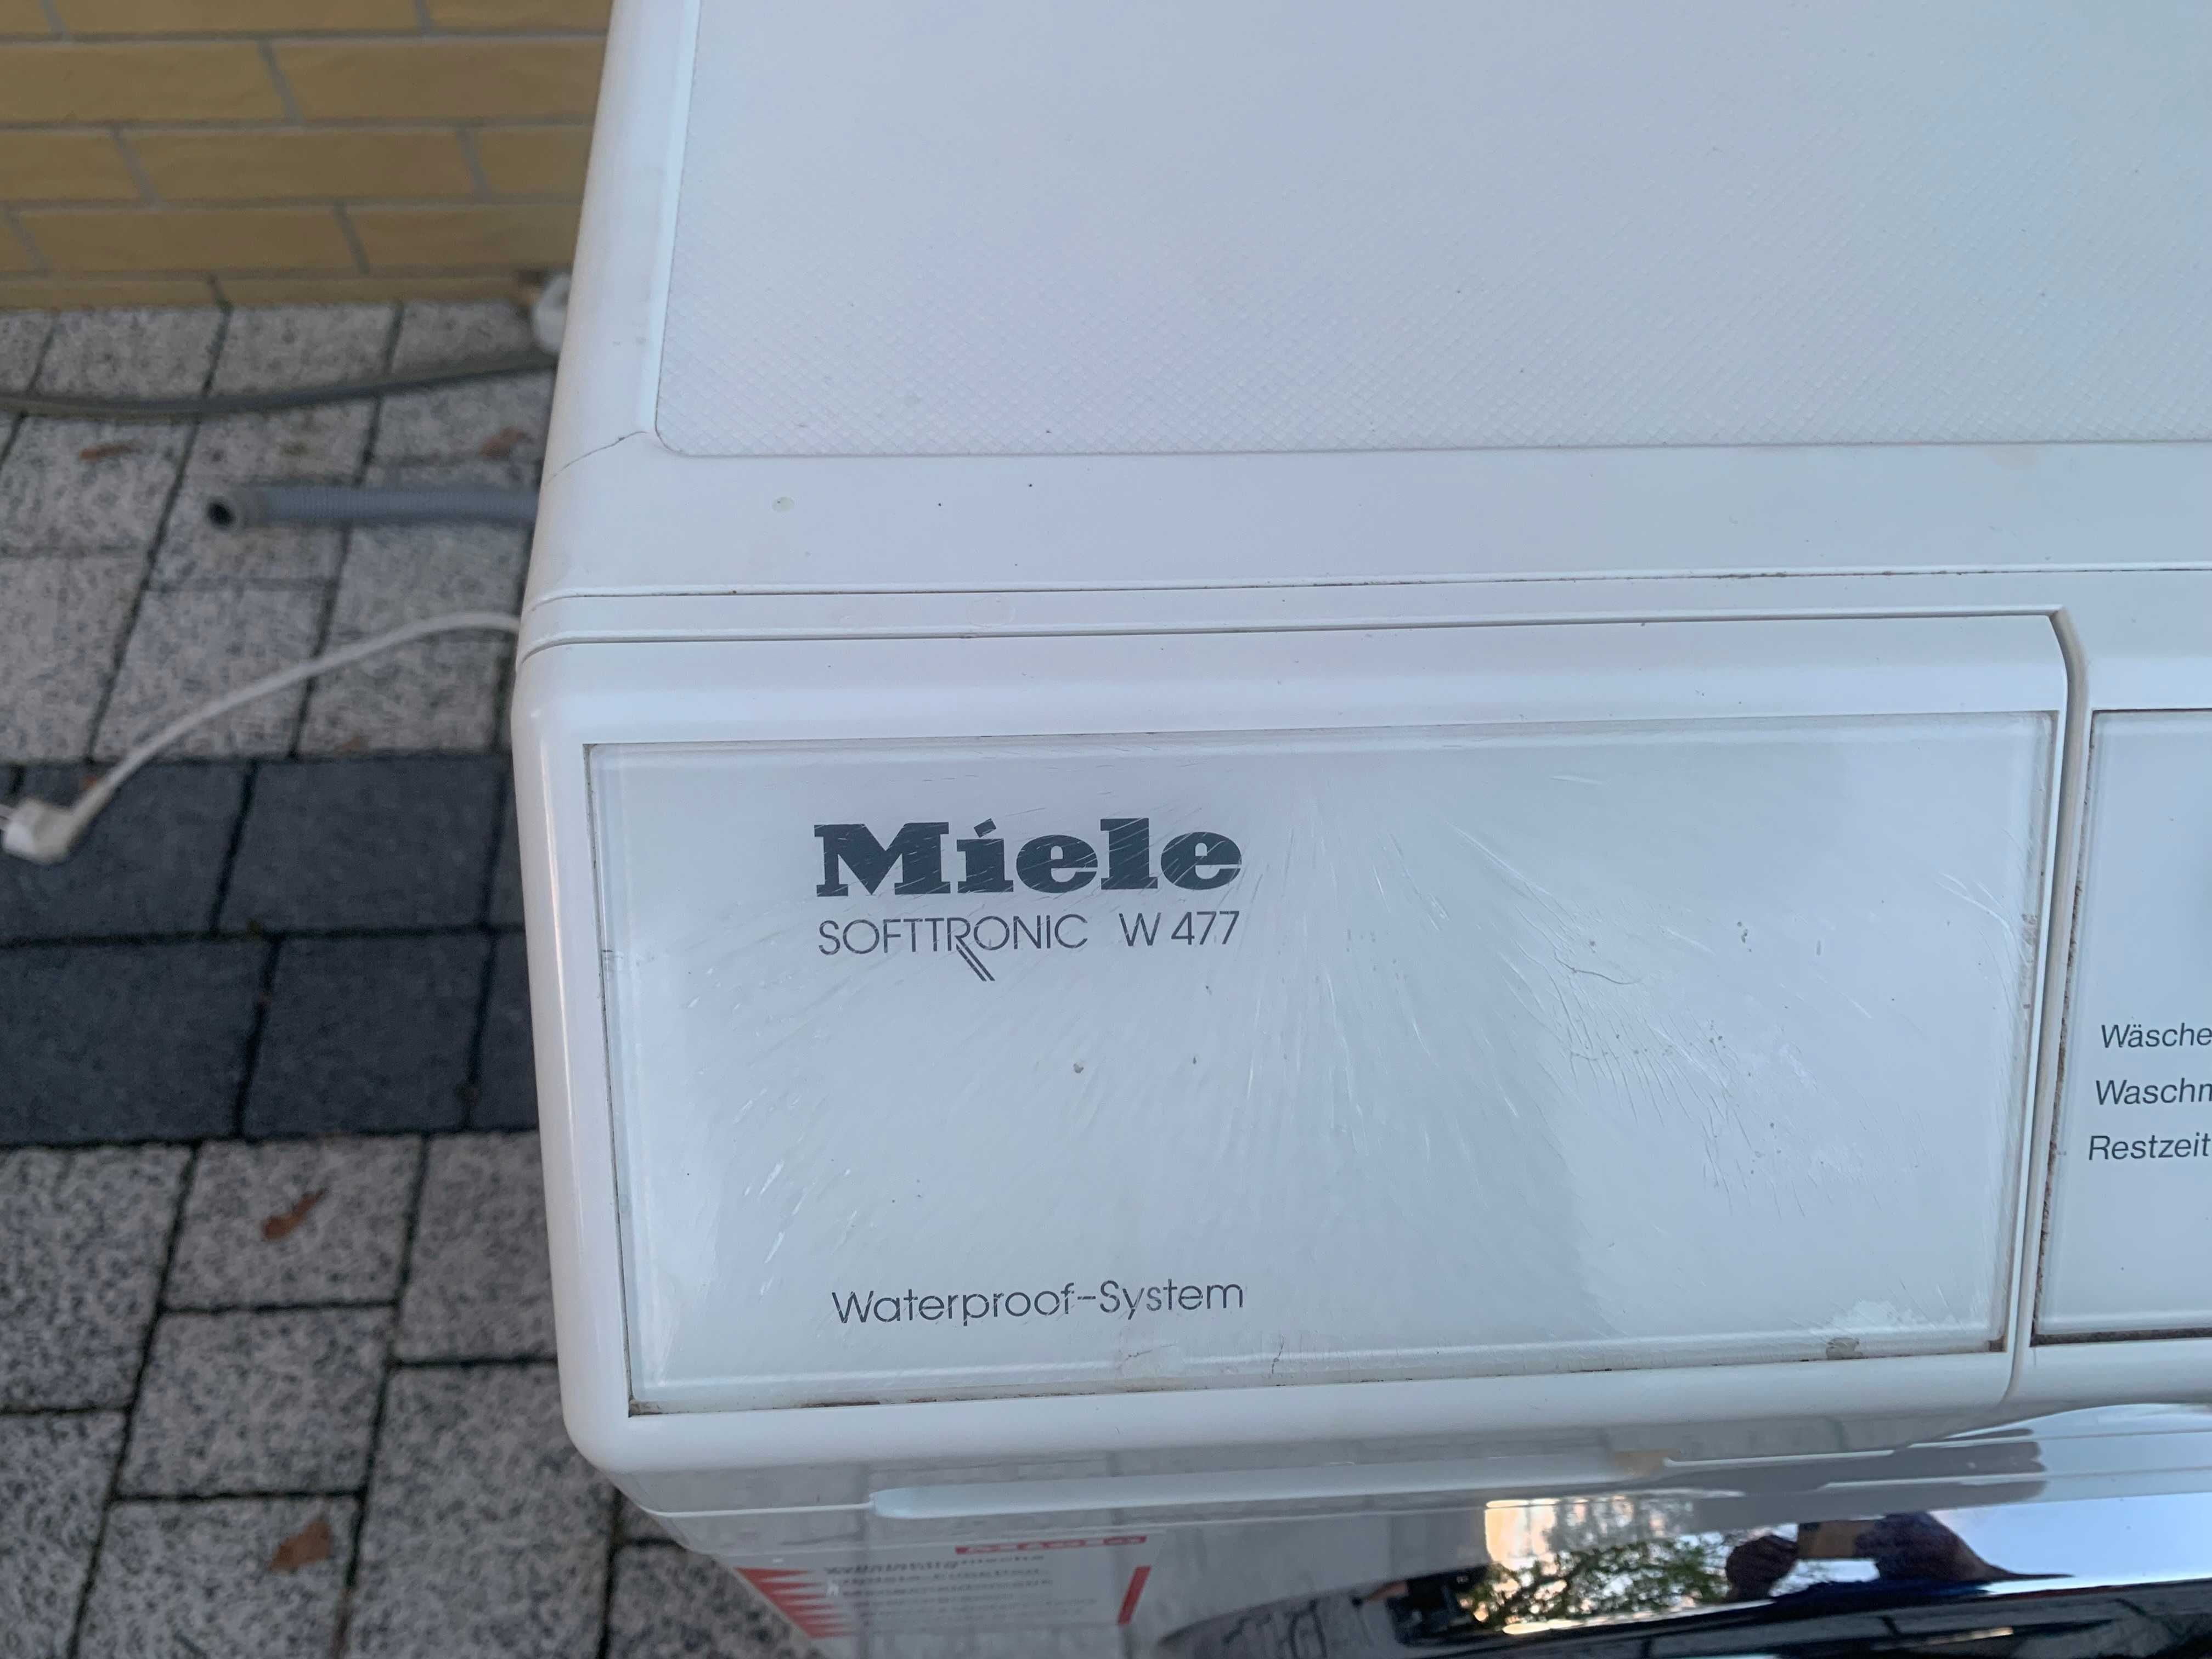 Miele
SOFTTRONIC W 477
Waterproof-System
Wäsche
Waschm
Restzeit